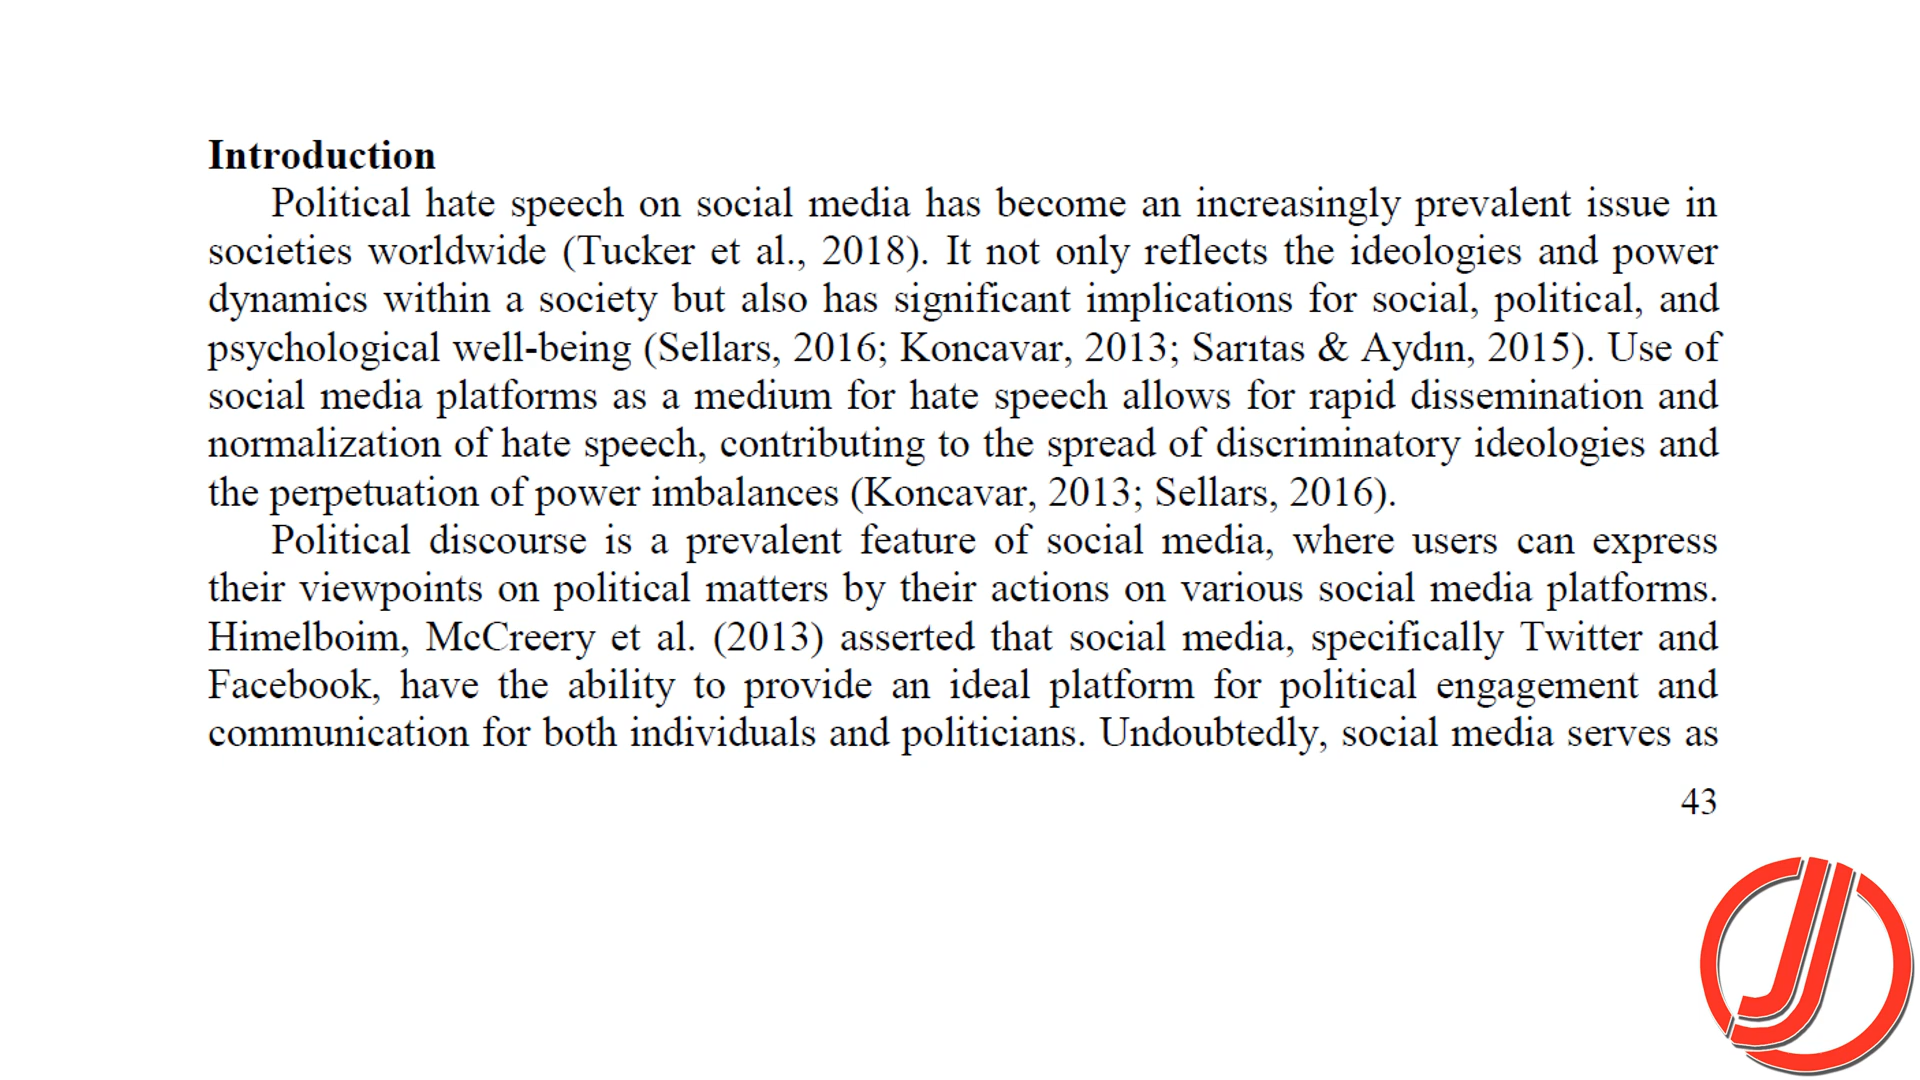 Introduction
Political hate speech on social media has become an increasingly prevalent issue in
societies worldwide (Tucker et al., 2018). It not only reflects the ideologies and power
dynamics within a society but also has significant implications for social, political, and
psychological well-being (Sellars, 2016; Koncavar, 2013; Sarıtas & Aydın, 2015). Use of
social media platforms as a medium for hate speech allows for rapid dissemination and
normalization of hate speech, contributing to the spread of discriminatory ideologies and
the perpetuation of power imbalances (Koncavar, 2013; Sellars, 2016).
Political discourse is a prevalent feature of social media, where users can express
their viewpoints on political matters by their actions on various social media platforms.
Himelboim, McCreery et al. (2013) asserted that social media, specifically Twitter and
Facebook, have the ability to provide an ideal platform for political engagement and
communication for both individuals and politicians. Undoubtedly, social media serves as
43